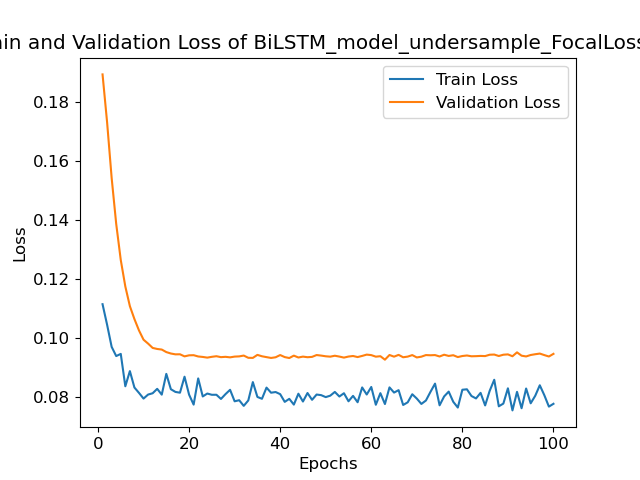 ain and Validation Loss of BiLSTM_model_undersample_FocalLoss
Train Loss
Validation Loss
0.18
0.16
0.14
0.12
0.10
0.08
Loss
0 20 40 60 80 100
Epochs